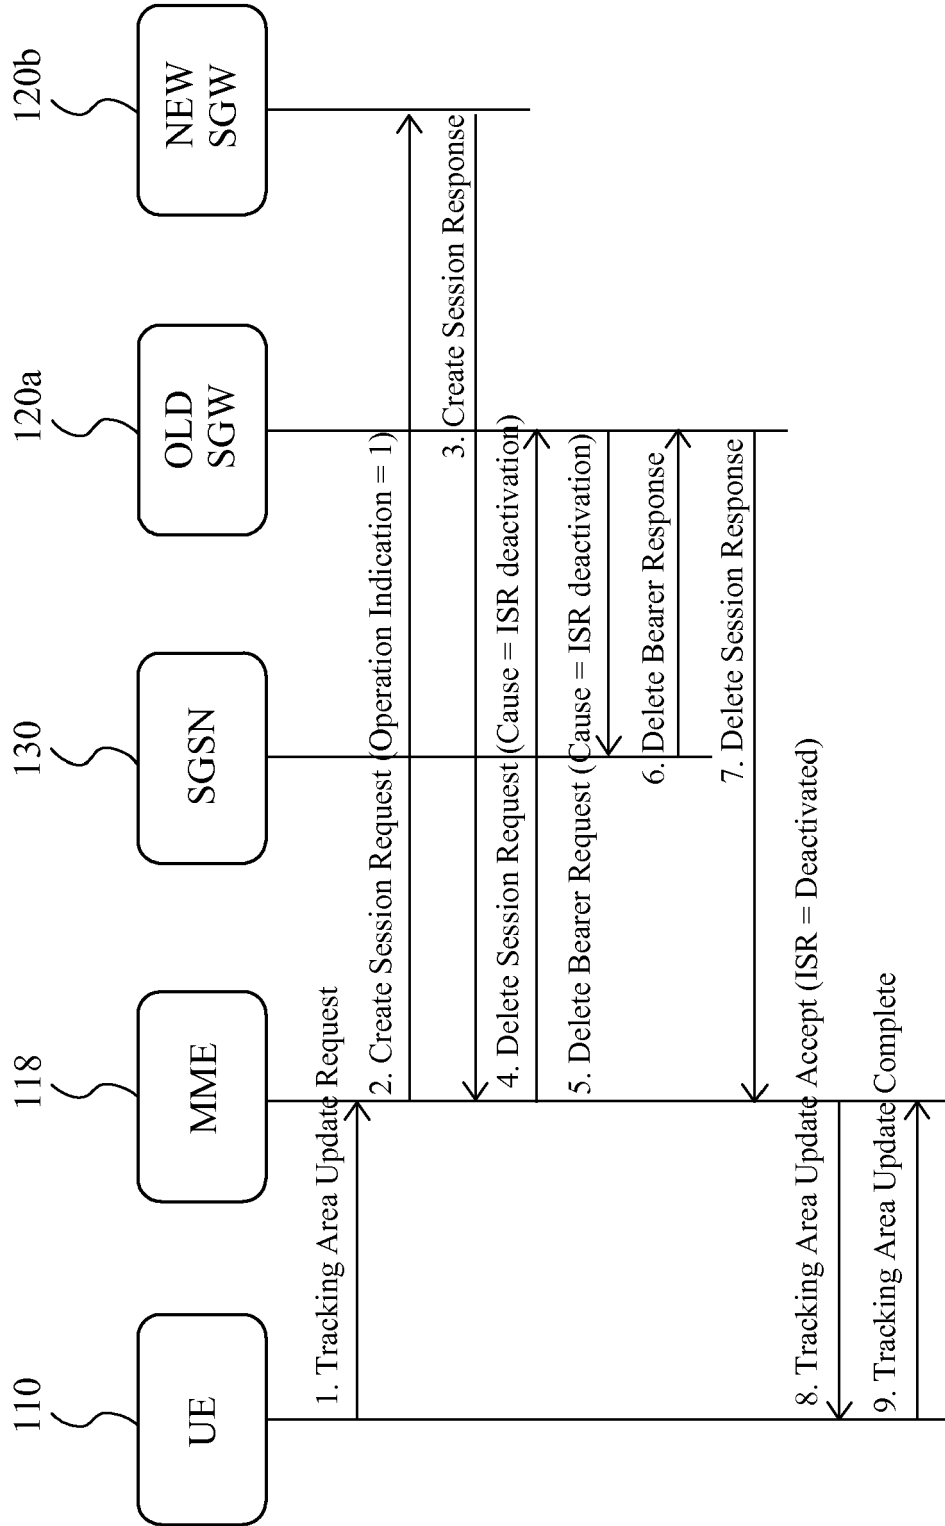 110
118
130
120a
120b
UE
MME
SGSN
OLD
SGW
NEW
SGW
1. Tracking Area Update Request
2. Create Session Request (Operation Indication = 1)
3. Create Session Response
4. Delete Session Request (Cause = ISR deactivation)
5. Delete Bearer Request (Cause = ISR deactivation)
6. Delete Bearer Response
7. Delete Session Response
8. Tracking Area Update Accept (ISR = Deactivated)
9. Tracking Area Update Complete